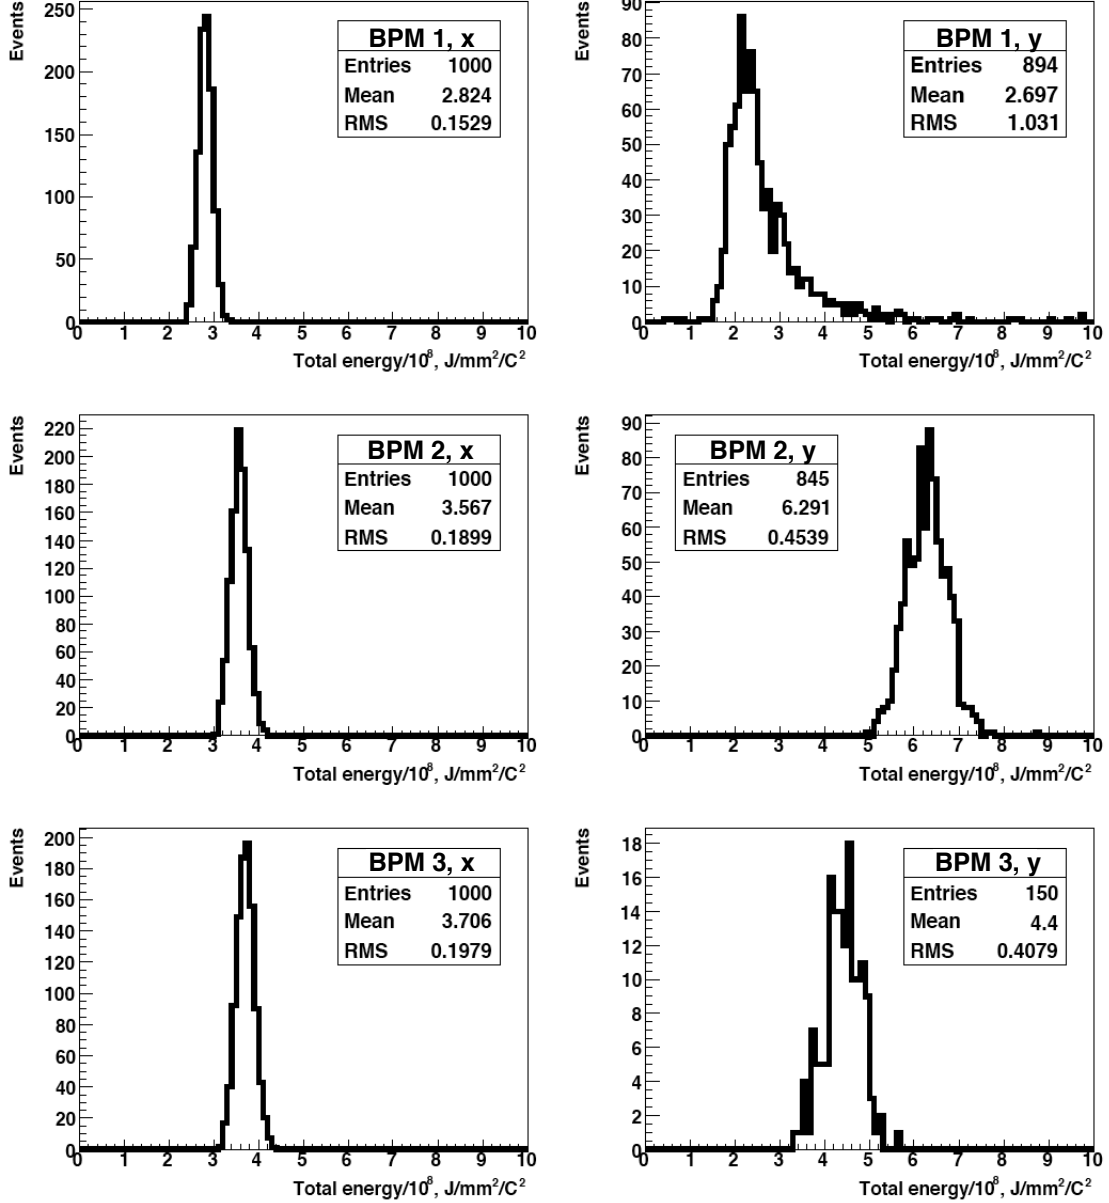 Events
250
200
150
100
50
0
BPM 1, x
Entries 1000
Mean 2.824
RMS 0.1529
0 1 2 3 4 5 6 7 8 9 10
Total energy/10⁸, J/mm²/C²
Events
90
80
70
60
50
40
30
20
10
0
BPM 1, y
Entries 894
Mean 2.697
RMS 1.031
0 1 2 3 4 5 6 7 8 9 10
Total energy/10⁸, J/mm²/C²
Events
220
200
180
160
140
120
100
80
60
40
20
0
BPM 2, x
Entries 1000
Mean 3.567
RMS 0.1899
0 1 2 3 4 5 6 7 8 9 10
Total energy/10⁸, J/mm²/C²
Events
90
80
70
60
50
40
30
20
10
0
BPM 2, y
Entries 845
Mean 6.291
RMS 0.4539
0 1 2 3 4 5 6 7 8 9 10
Total energy/10⁸, J/mm²/C²
Events
200
180
160
140
120
100
80
60
40
20
0
BPM 3, x
Entries 1000
Mean 3.706
RMS 0.1979
0 1 2 3 4 5 6 7 8 9 10
Total energy/10⁸, J/mm²/C²
Events
18
16
14
12
10
8
6
4
2
0
BPM 3, y
Entries 150
Mean 4.4
RMS 0.4079
0 1 2 3 4 5 6 7 8 9 10
Total energy/10⁸, J/mm²/C²